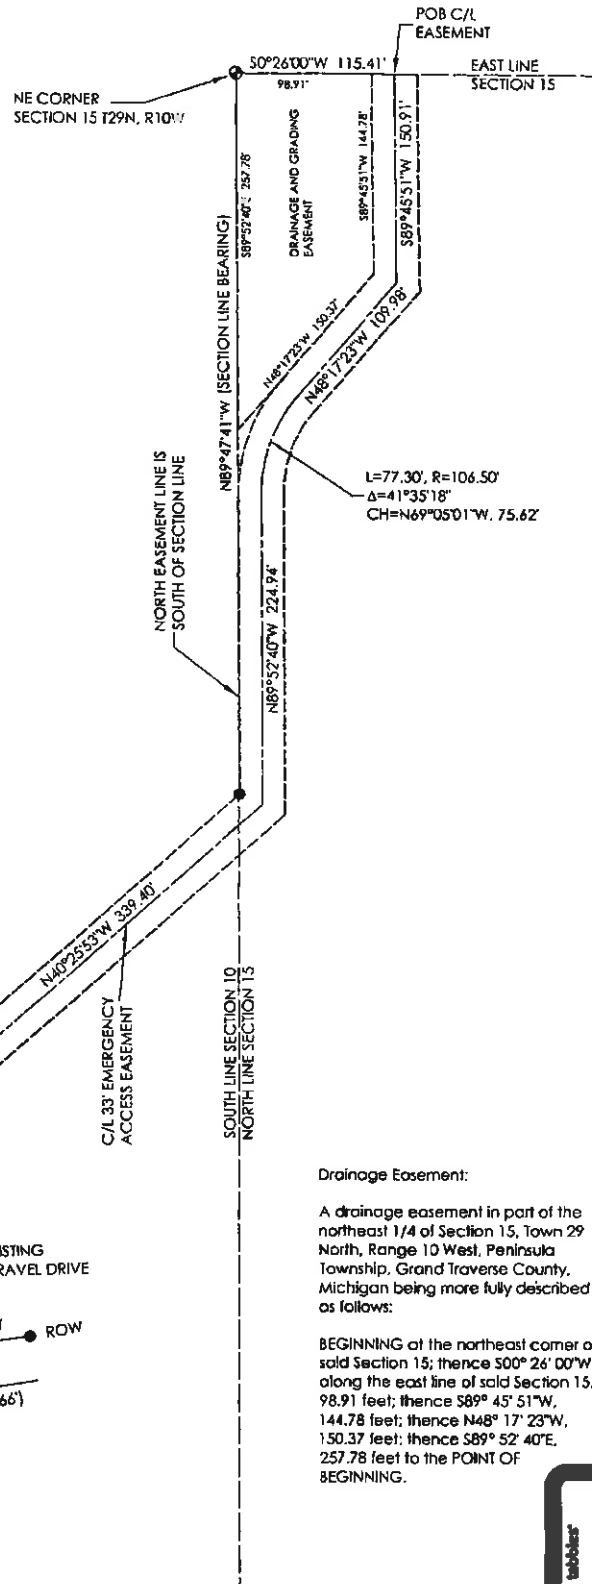 POB C/L
EASEMENT
S0°26'00"W 115.41'
EAST LINE
SECTION 15
98.91'
NE CORNER
SECTION 15 T29N, R10W
DRAINAGE AND GRADING
EASEMENT
S89°45'51"W 144.78'
S89°45'51"W 150.91'
N89°47'41"W (SECTION LINE BEARING)
257.78'
N48°17'23"W 150.37'
N48°17'23"W 109.98'
L=77.30', R=106.50'
Δ=41°35'18"
CH=N69°05'01"W, 75.62'
NORTH EASEMENT LINE IS
SOUTH OF SECTION LINE
N89°52'40"W 224.94'
N40°25'53"W 339.40'
C/L 33' EMERGENCY
ACCESS EASEMENT
SOUTH LINE SECTION 10
NORTH LINE SECTION 15
ISTING
RAVEL DRIVE
ROW
66')
Drainage Easement:
A drainage easement in part of the
northeast 1/4 of Section 15, Town 29
North, Range 10 West, Peninsula
Township, Grand Traverse County,
Michigan being more fully described
as follows:
BEGINNING at the northeast corner o
said Section 15; thence S00° 26' 00"W
along the east line of said Section 15,
98.91 feet; thence S89° 45' 51"W,
144.78 feet; thence N48° 17' 23"W,
150.37 feet; thence S89° 52' 40"E,
257.78 feet to the POINT OF
BEGINNING.
tabbies'